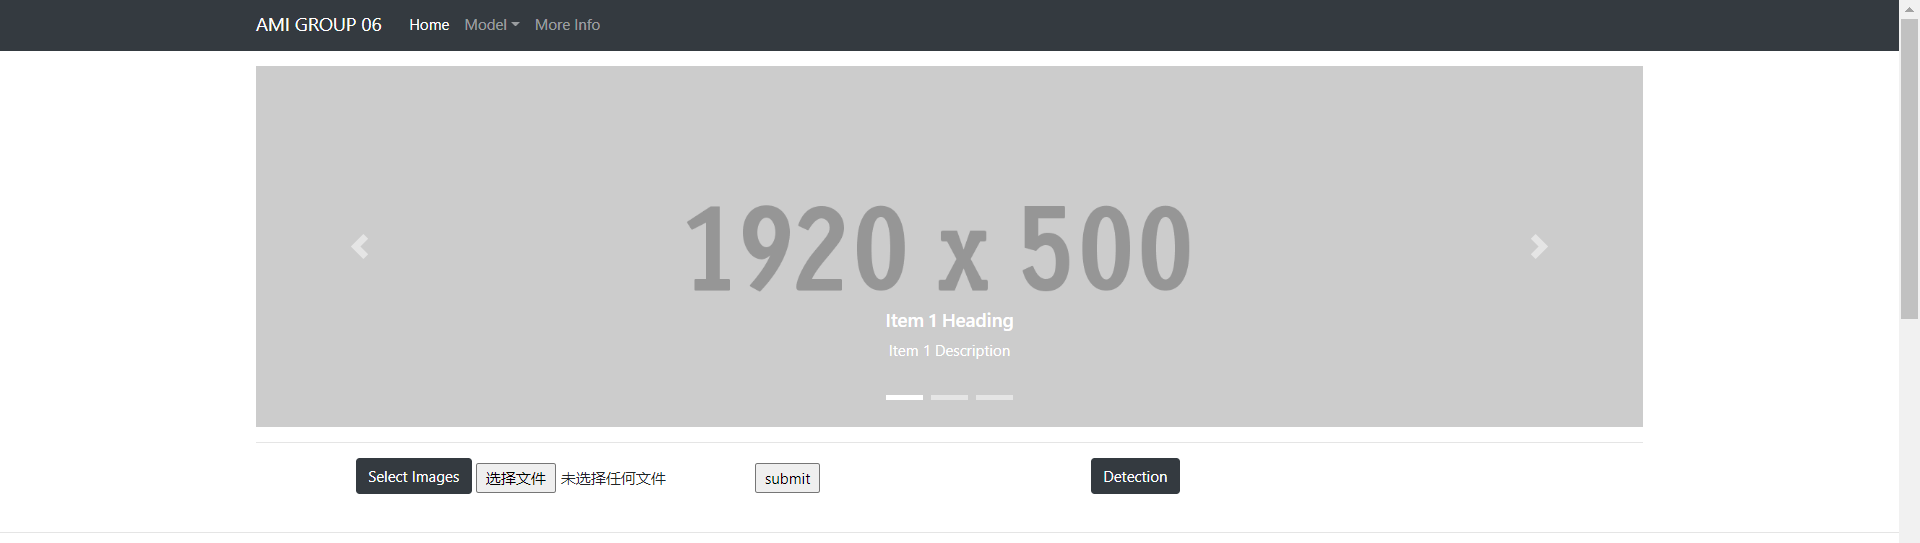 AMI GROUP 06 Home Model More Info
1920 x 500
Item 1 Heading
Item 1 Description
Select Images 选择文件 未选择任何文件 submit Detection